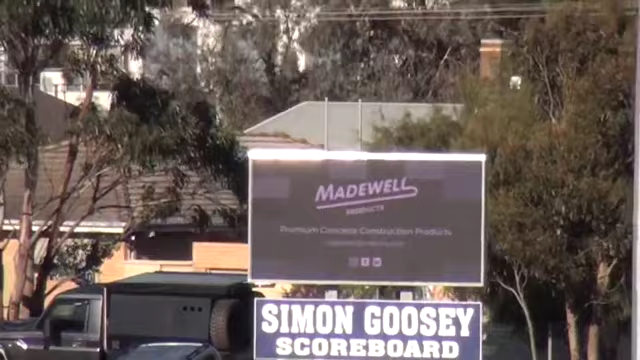 MADEWELL
PRODUCTS
Premium Concrete Construction Products
SIMON GOOSEY
SCOREBOARD